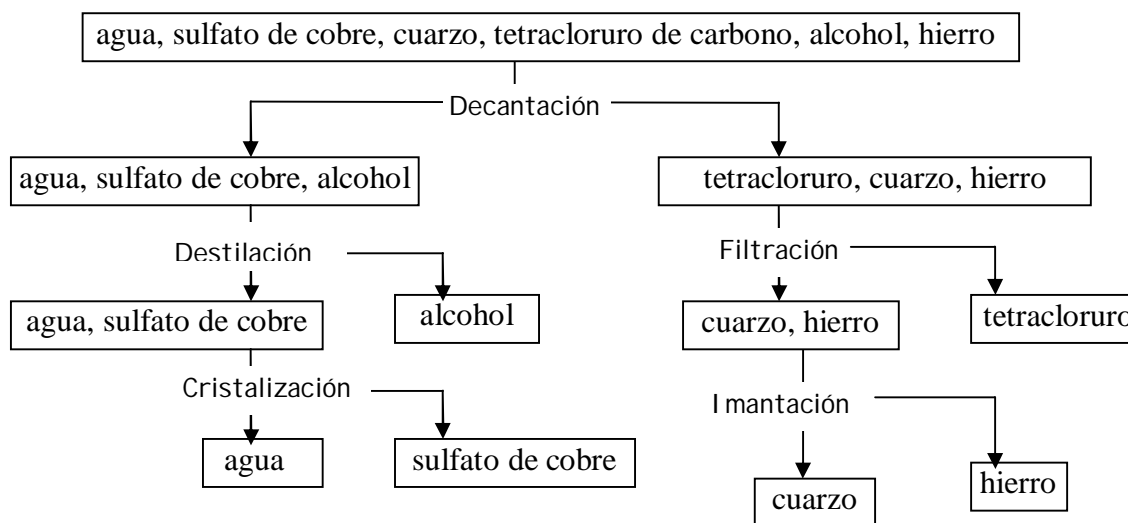 agua, sulfato de cobre, cuarzo, tetracloruro de carbono, alcohol, hierro
Decantación
agua, sulfato de cobre, alcohol
tetracloruro, cuarzo, hierro
Destilación
Filtración
agua, sulfato de cobre
alcohol
cuarzo, hierro
tetracloruro
Cristalización
Imantación
agua
sulfato de cobre
cuarzo
hierro